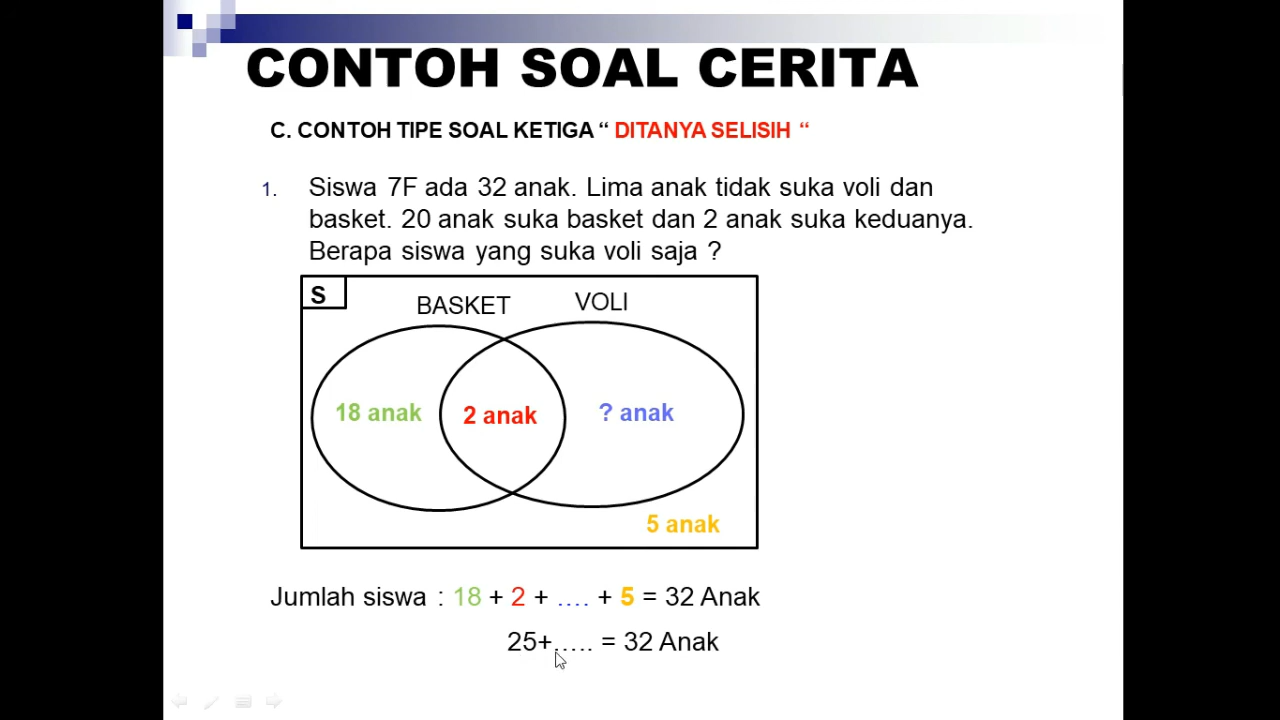 CONTOH SOAL CERITA
C. CONTOH TIPE SOAL KETIGA “ DITANYA SELISIH “
1. Siswa 7F ada 32 anak. Lima anak tidak suka voli dan
basket. 20 anak suka basket dan 2 anak suka keduanya.
Berapa siswa yang suka voli saja ?
S
BASKET VOLI
18 anak 2 anak ? anak
5 anak
Jumlah siswa : 18 + 2 + .... + 5 = 32 Anak
25+..... = 32 Anak